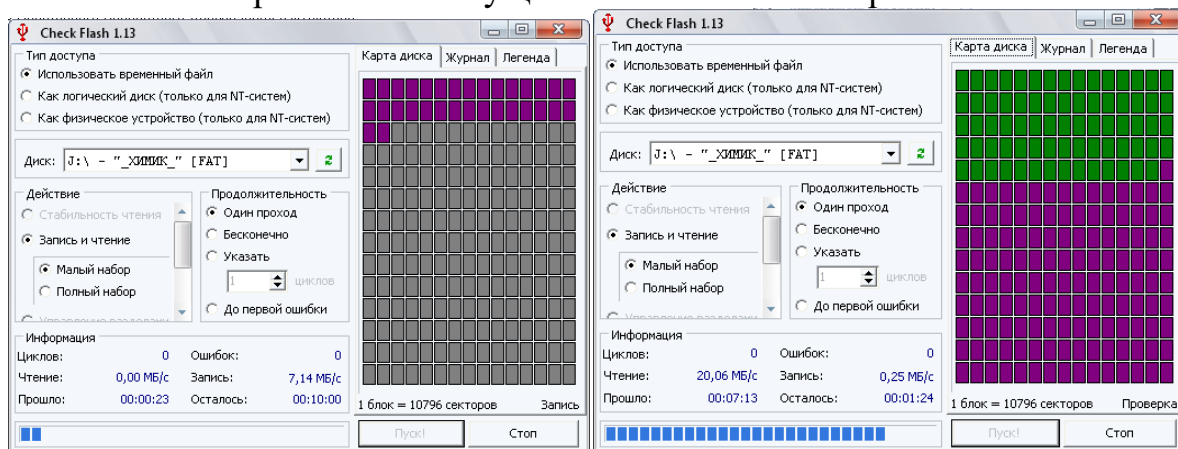 Check Flash 1.13
Тип доступа
Использовать временный файл
Как логический диск (только для NT-систем)
Как физическое устройство (только для NT-систем)
Диск: J:\ - "_ХИМИК_" [FAT]
Действие
Стабильность чтения
Запись и чтение
Малый набор
Полный набор
Продолжительность
Один проход
Бесконечно
Указать
1 циклов
До первой ошибки
Информация
Циклов: 0 Ошибок: 0
Чтение: 0,00 МБ/с Запись: 7,14 МБ/с
Прошло: 00:00:23 Осталось: 00:10:00
Карта диска Журнал Легенда
1 блок = 10796 секторов Запись
Пуск! Стоп
Check Flash 1.13
Тип доступа
Использовать временный файл
Как логический диск (только для NT-систем)
Как физическое устройство (только для NT-систем)
Диск: J:\ - "_ХИМИК_" [FAT]
Действие
Стабильность чтения
Запись и чтение
Малый набор
Полный набор
Продолжительность
Один проход
Бесконечно
Указать
1 циклов
До первой ошибки
Информация
Циклов: 0 Ошибок: 0
Чтение: 20,06 МБ/с Запись: 0,25 МБ/с
Прошло: 00:07:13 Осталось: 00:01:24
Карта диска Журнал Легенда
1 блок = 10796 секторов Проверка
Пуск! Стоп